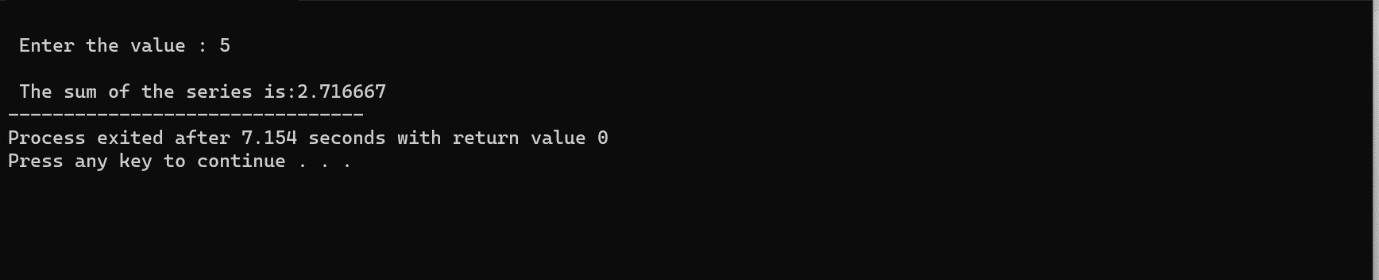 Enter the value : 5
The sum of the series is:2.716667
--------------------------------
Process exited after 7.154 seconds with return value 0
Press any key to continue . . .